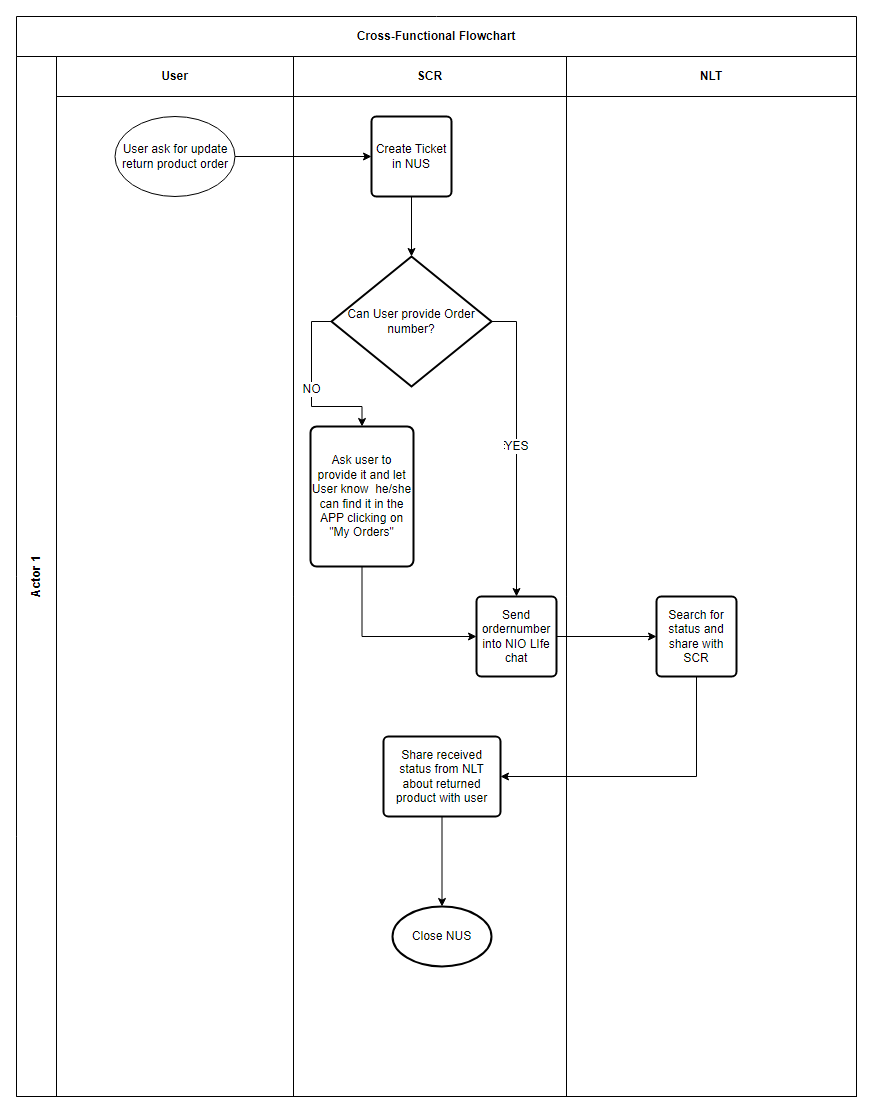 Cross-Functional Flowchart
User
SCR
NLT
Actor 1
User ask for update
return product order
Create Ticket
in NUS
Can User provide Order
number?
NO
YES
Ask user to
provide it and let
User know he/she
can find it in the
APP clicking on
"My Orders"
Send
ordernumber
into NIO LIfe
chat
Search for
status and
share with
SCR
Share received
status from NLT
about returned
product with user
Close NUS